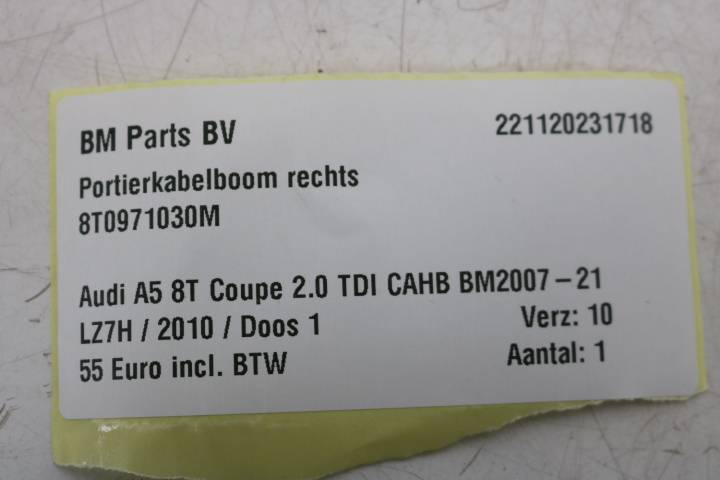 BM Parts BV 221120231718
Portierkabelboom rechts
8T0971030M
Audi A5 8T Coupe 2.0 TDI CAHB BM2007-21
LZ7H / 2010 / Doos 1 Verz: 10
55 Euro incl. BTW Aantal: 1